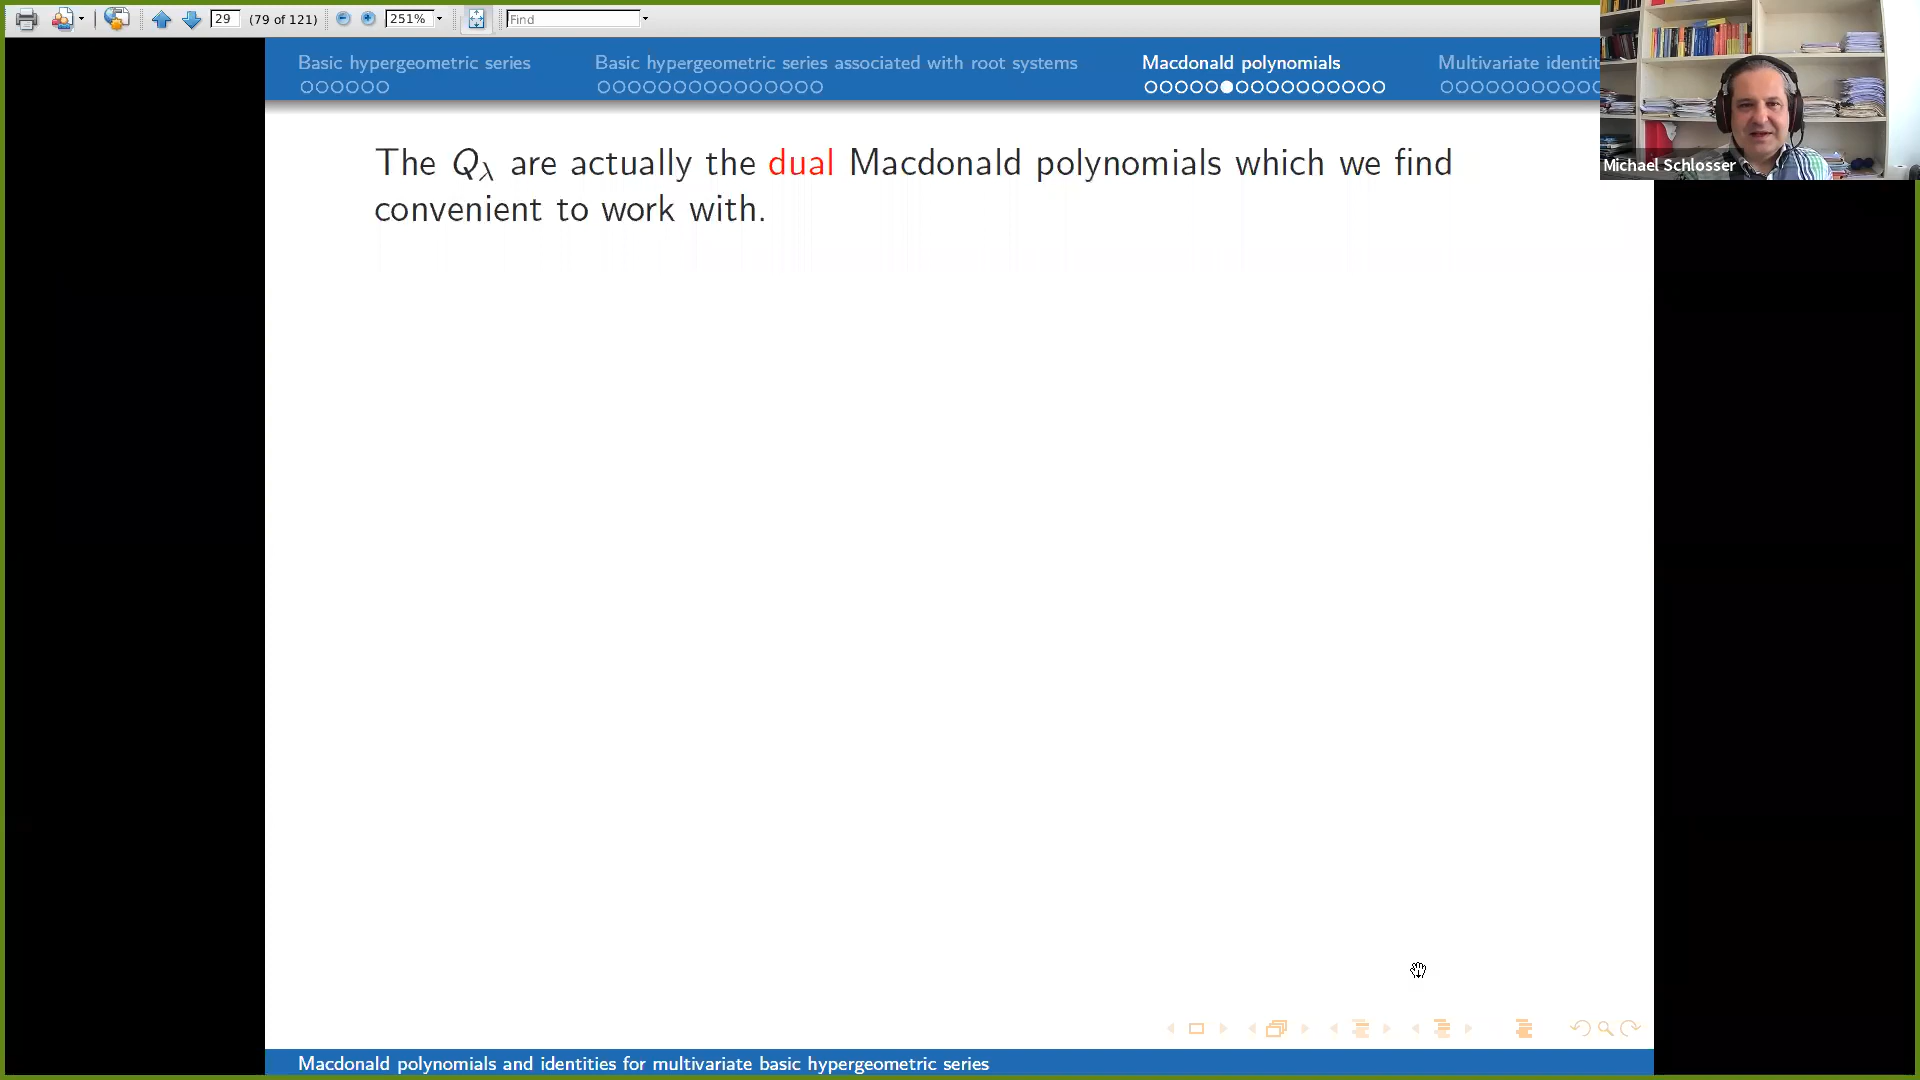 29 (79 of 121) 251% Find
Basic hypergeometric series Basic hypergeometric series associated with root systems Macdonald polynomials Multivariate identit
Michael Schlosser
The Qλ are actually the dual Macdonald polynomials which we find
convenient to work with.
Macdonald polynomials and identities for multivariate basic hypergeometric series